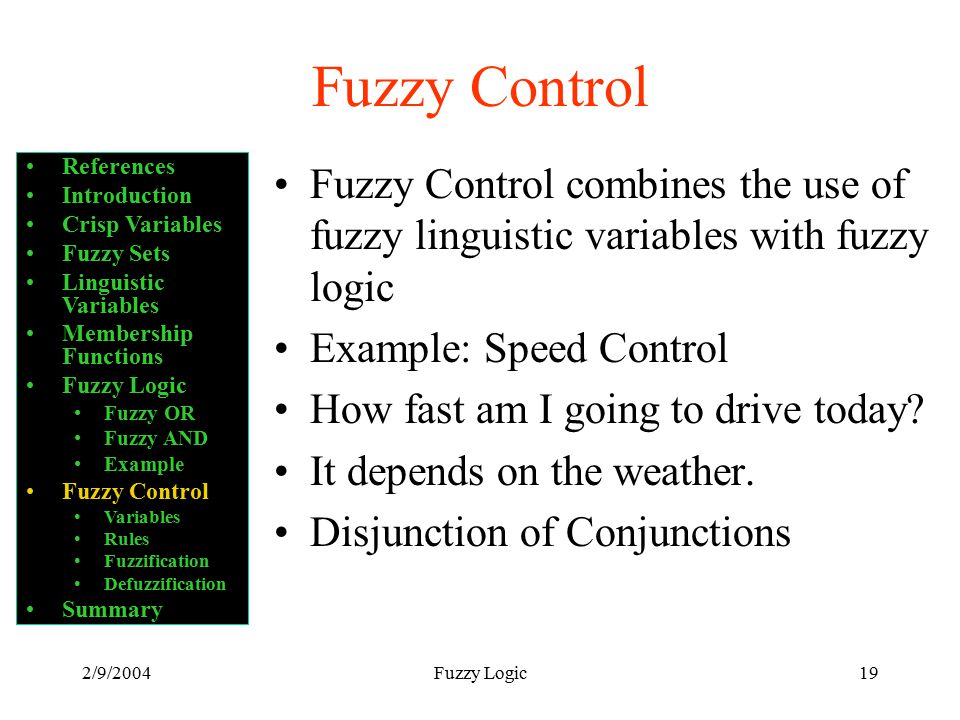 Fuzzy Control
• References
• Introduction
• Crisp Variables
• Fuzzy Sets
• Linguistic
Variables
• Membership
Functions
• Fuzzy Logic
• Fuzzy OR
• Fuzzy AND
• Example
• Fuzzy Control
• Variables
• Rules
• Fuzzification
• Defuzzification
• Summary
• Fuzzy Control combines the use of
fuzzy linguistic variables with fuzzy
logic
• Example: Speed Control
• How fast am I going to drive today?
• It depends on the weather.
• Disjunction of Conjunctions
2/9/2004 Fuzzy Logic 19